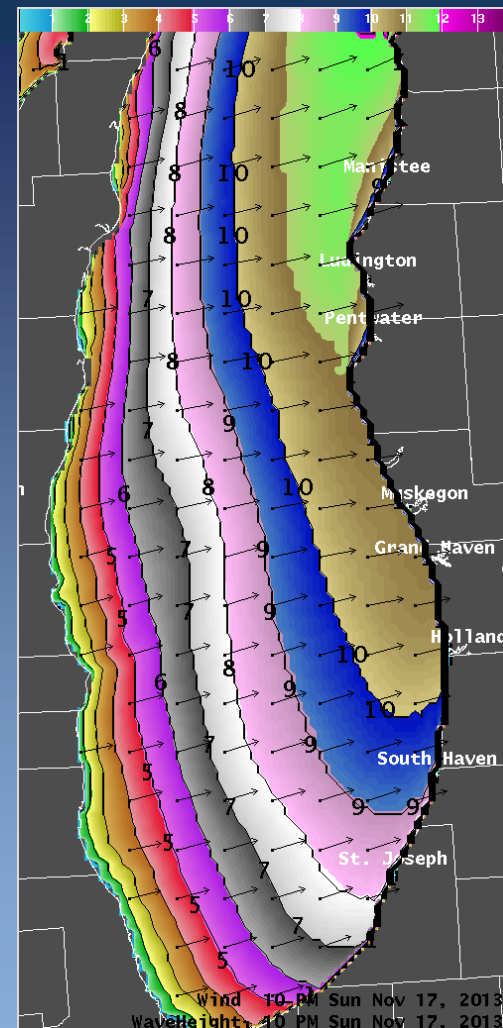 1 2 3 4 5 6 7 8 9 10 11 12 13
6
1 10
8
Manistee
8 10
8 10
Ludington
7 10
Pentwater
8 10
9
7
8 10
6 Muskegon
7 9 Grand Haven
5
7 9
5
Holland
8 10
6 9
10
7 9
South Haven
5
7 9 9
5 St. Joseph
7
5
7
5
Wind 10 PM Sun Nov 17, 2013
WaveHeight 10 PM Sun Nov 17, 2013